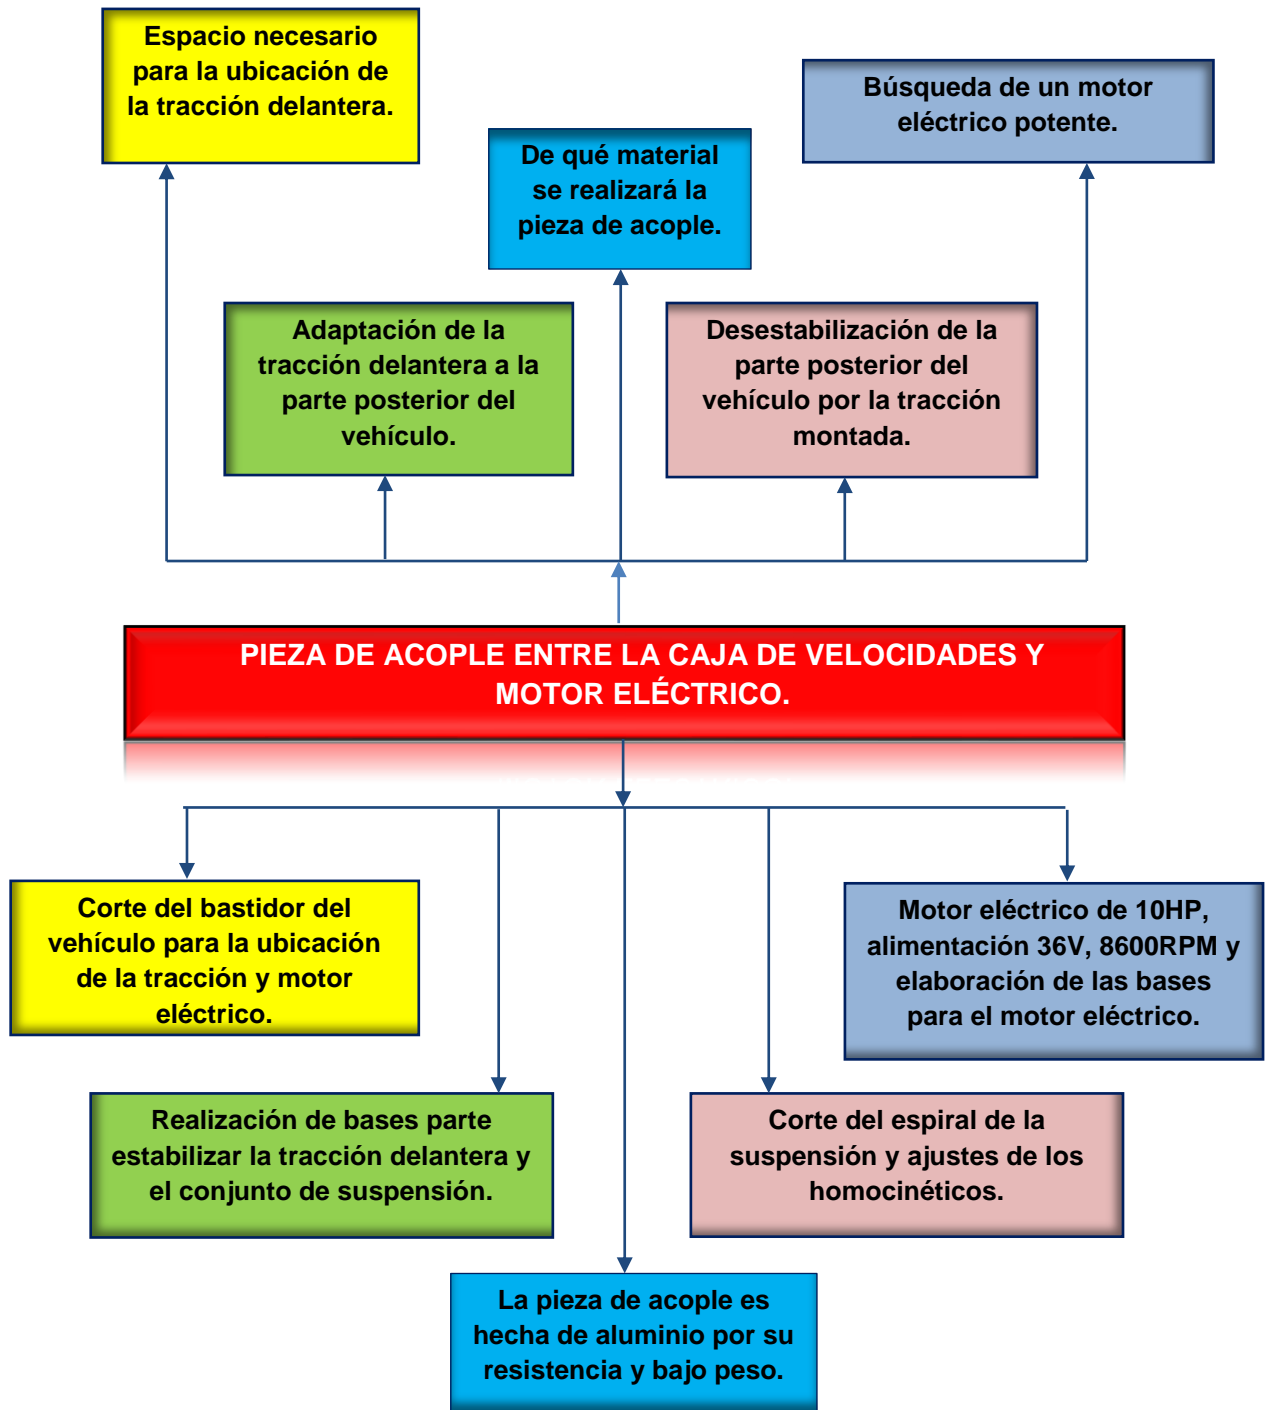 Espacio necesario
para la ubicación de
la tracción delantera.
Búsqueda de un motor
eléctrico potente.
De qué material
se realizará la
pieza de acople.
Adaptación de la
tracción delantera a la
parte posterior del
vehículo.
Desestabilización de la
parte posterior del
vehículo por la tracción
montada.
PIEZA DE ACOPLE ENTRE LA CAJA DE VELOCIDADES Y
MOTOR ELÉCTRICO.
Corte del bastidor del
vehículo para la ubicación
de la tracción y motor
eléctrico.
Motor eléctrico de 10HP,
alimentación 36V, 8600RPM y
elaboración de las bases
para el motor eléctrico.
Realización de bases parte
estabilizar la tracción delantera y
el conjunto de suspensión.
Corte del espiral de la
suspensión y ajustes de los
homocinéticos.
La pieza de acople es
hecha de aluminio por su
resistencia y bajo peso.